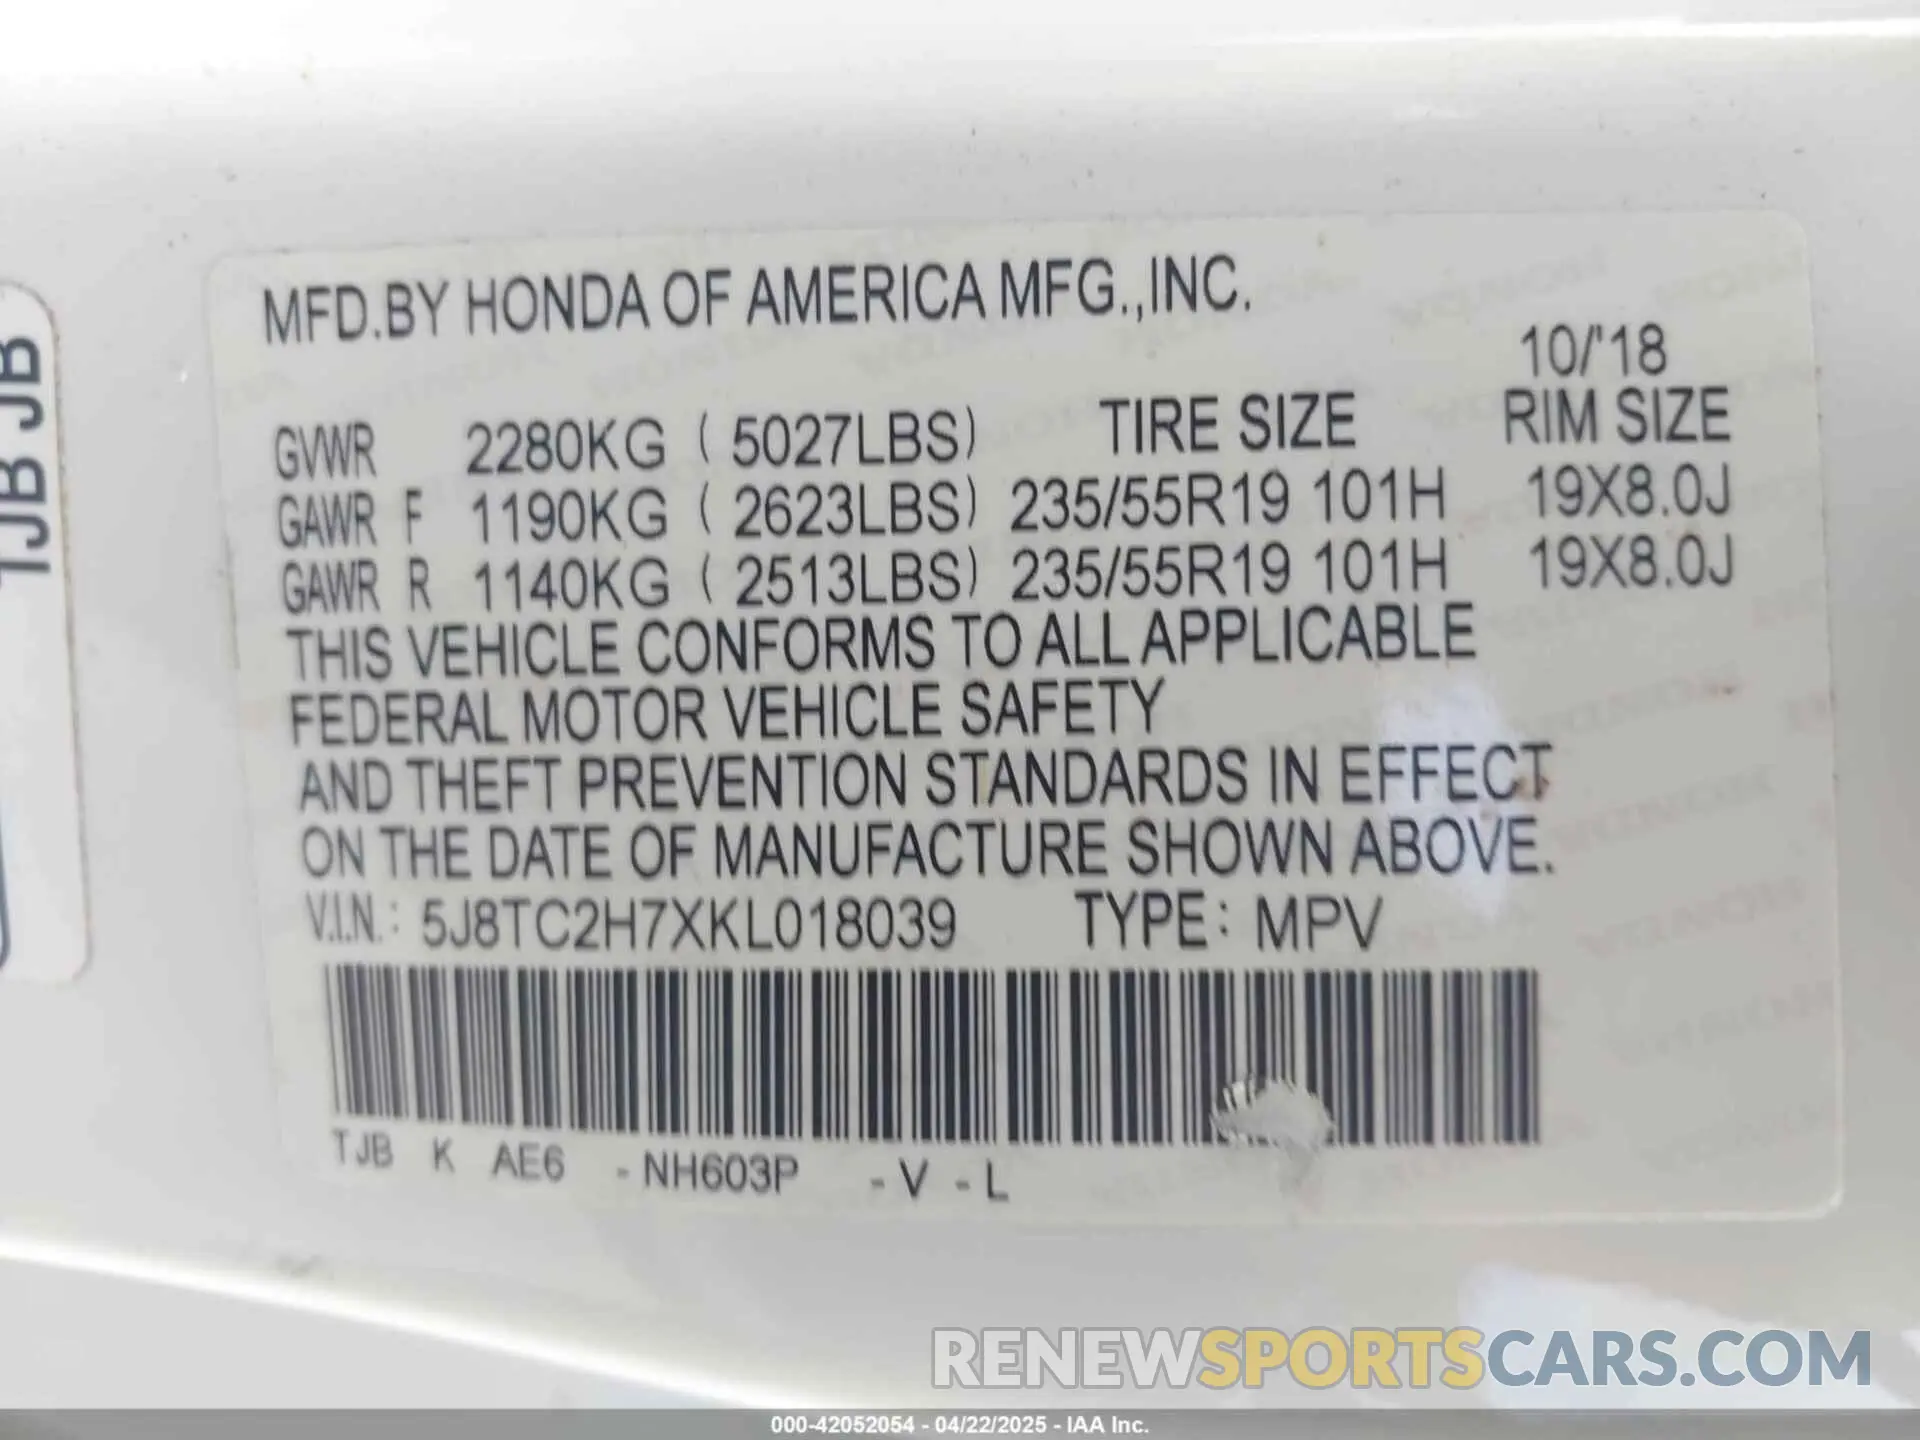 MFD.BY HONDA OF AMERICA MFG.,INC.
10/'18
GVWR 2280KG ( 5027LBS) TIRE SIZE RIM SIZE
GAWR F 1190KG ( 2623LBS) 235/55R19 101H 19X8.0J
GAWR R 1140KG ( 2513LBS) 235/55R19 101H 19X8.0J
THIS VEHICLE CONFORMS TO ALL APPLICABLE
FEDERAL MOTOR VEHICLE SAFETY
AND THEFT PREVENTION STANDARDS IN EFFECT
ON THE DATE OF MANUFACTURE SHOWN ABOVE.
V.I.N.: 5J8TC2H7XKL018039 TYPE: MPV
TJB K AE6 - NH603P - V - L
TJB JB
RENEWSPORTSCARS.COM
000-42052054 - 04/22/2025 - IAA Inc.